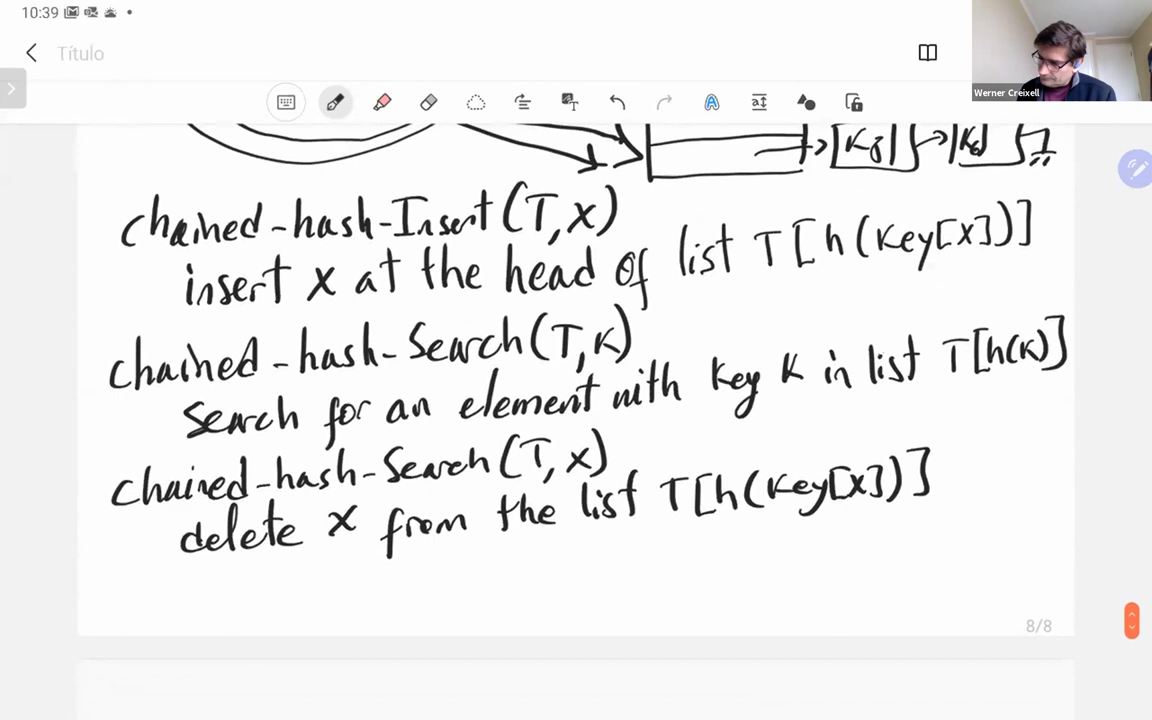 10:39
Título
Werner Creixell
chained-hash-Insert(T,x)
insert x at the head of list T[h(key[x])]
chained-hash-Search(T,K)
search for an element with key K in list T[h(K)]
chained-hash-Search(T,x)
delete x from the list T[h(key[x])]
8/8